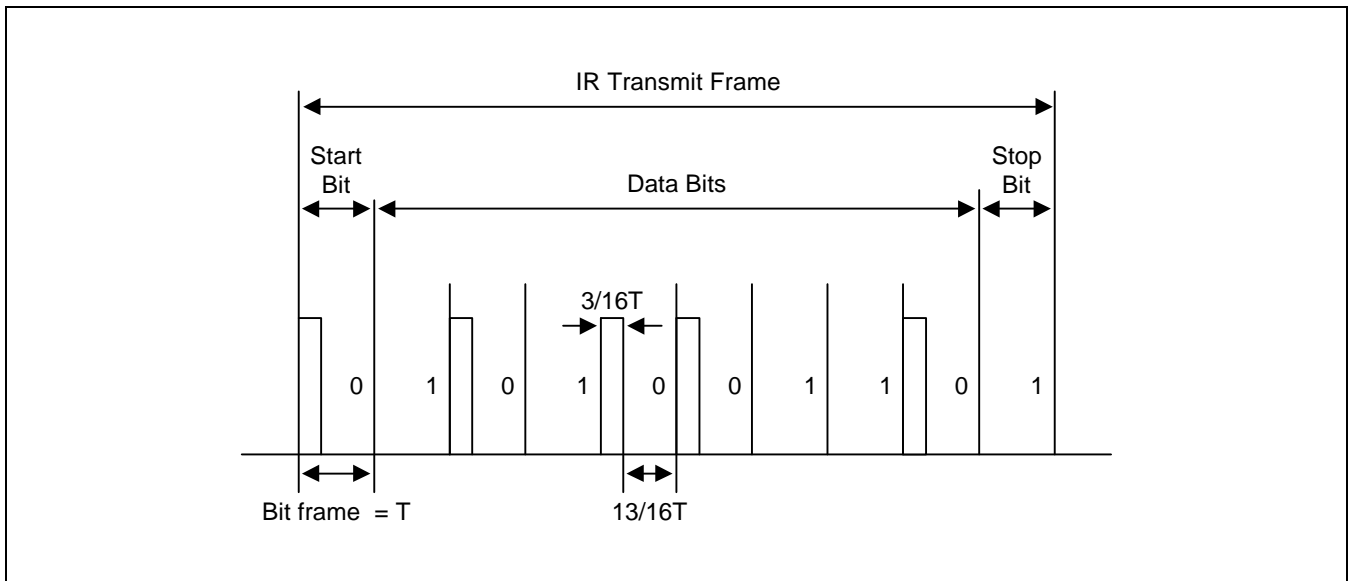 IR Transmit Frame
Start
Bit
Data Bits
Stop
Bit
3/16T
0 1 0 1 0 0 1 1 0 1
Bit frame = T
13/16T